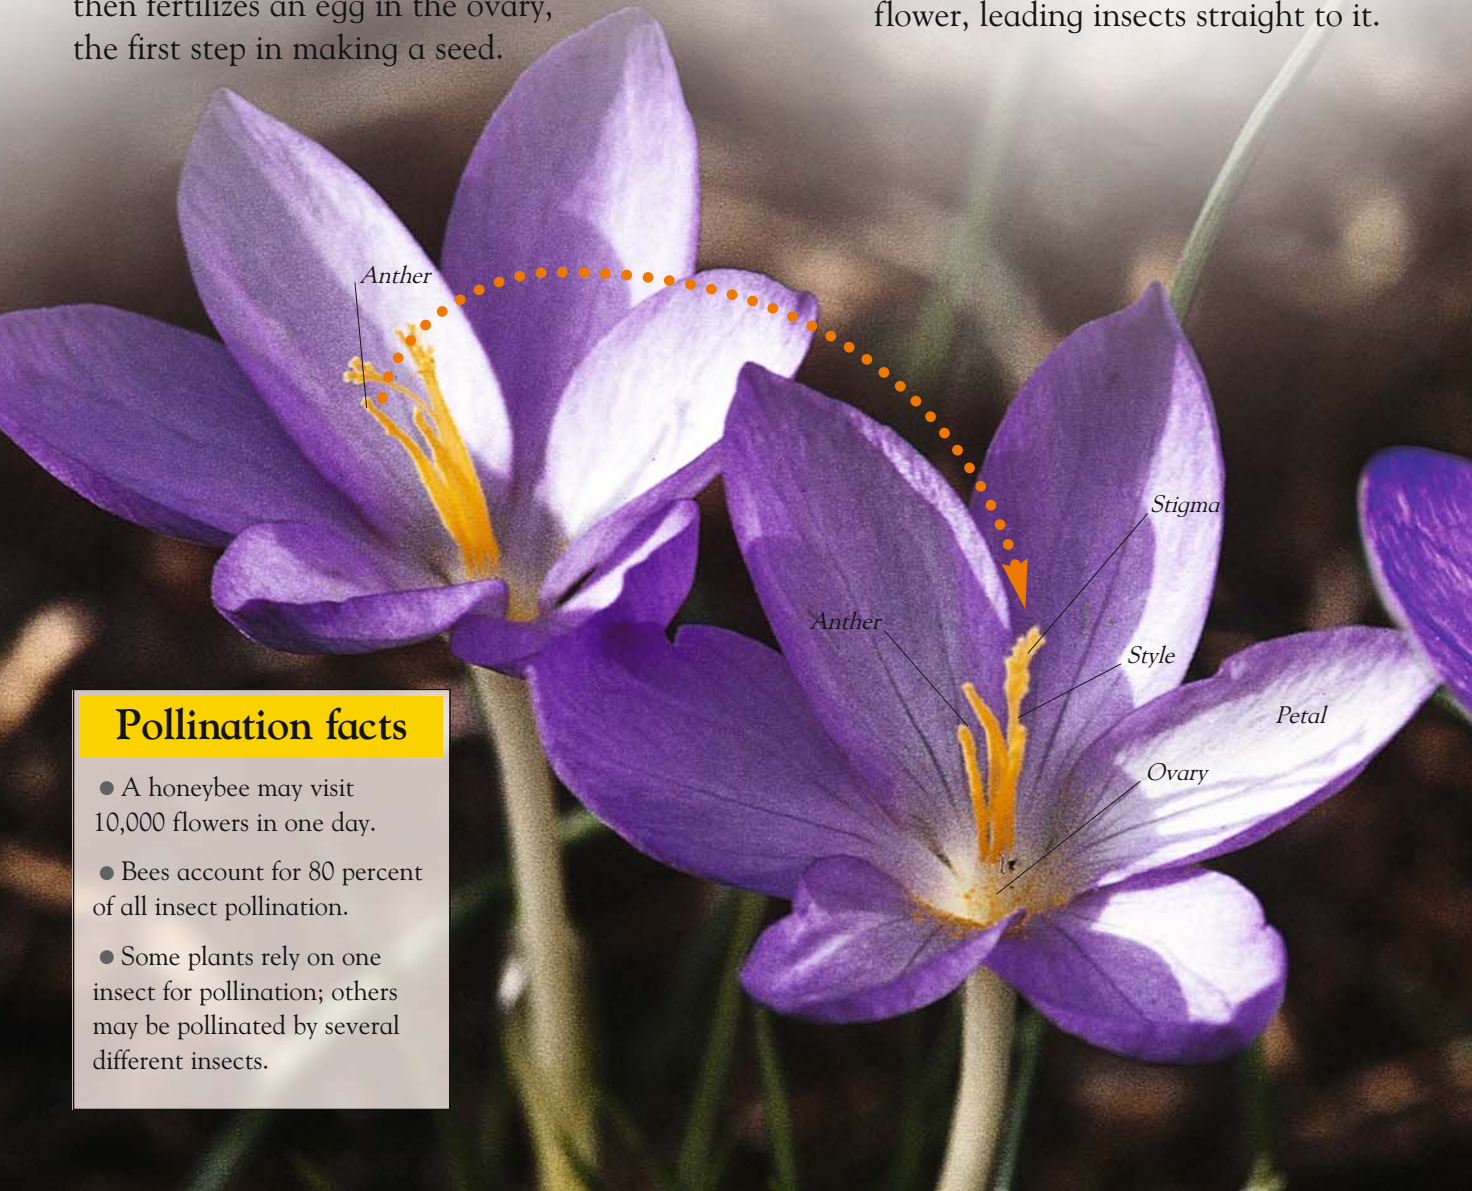 then fertilizes an egg in the ovary,
the first step in making a seed.
flower, leading insects straight to it.
Anther
Stigma
Anther
Style
Petal
Ovary
Pollination facts
● A honeybee may visit
10,000 flowers in one day.
● Bees account for 80 percent
of all insect pollination.
● Some plants rely on one
insect for pollination; others
may be pollinated by several
different insects.